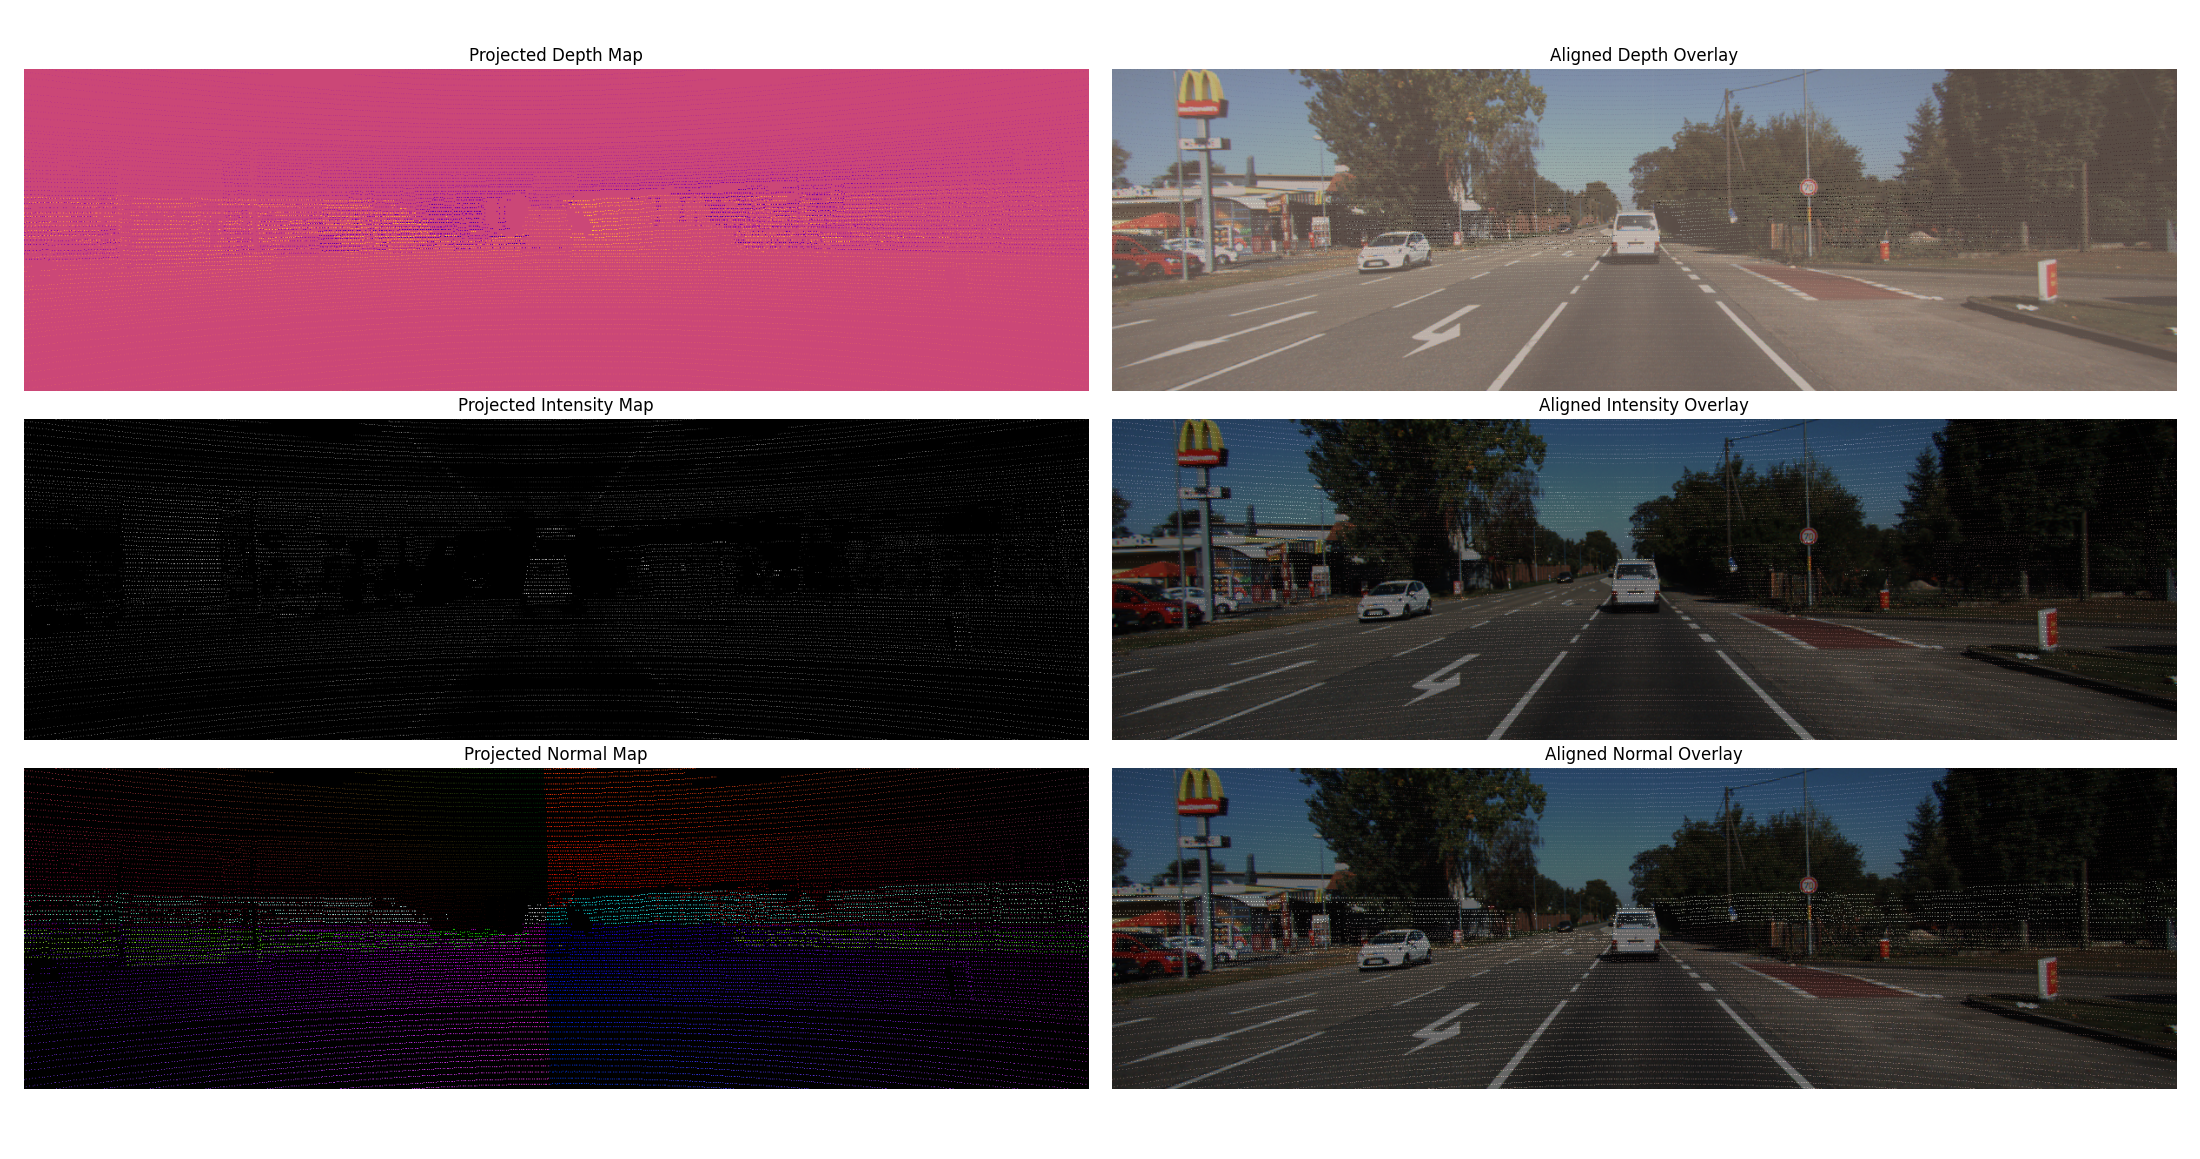 Projected Depth Map
Aligned Depth Overlay
Projected Intensity Map
Aligned Intensity Overlay
Projected Normal Map
Aligned Normal Overlay